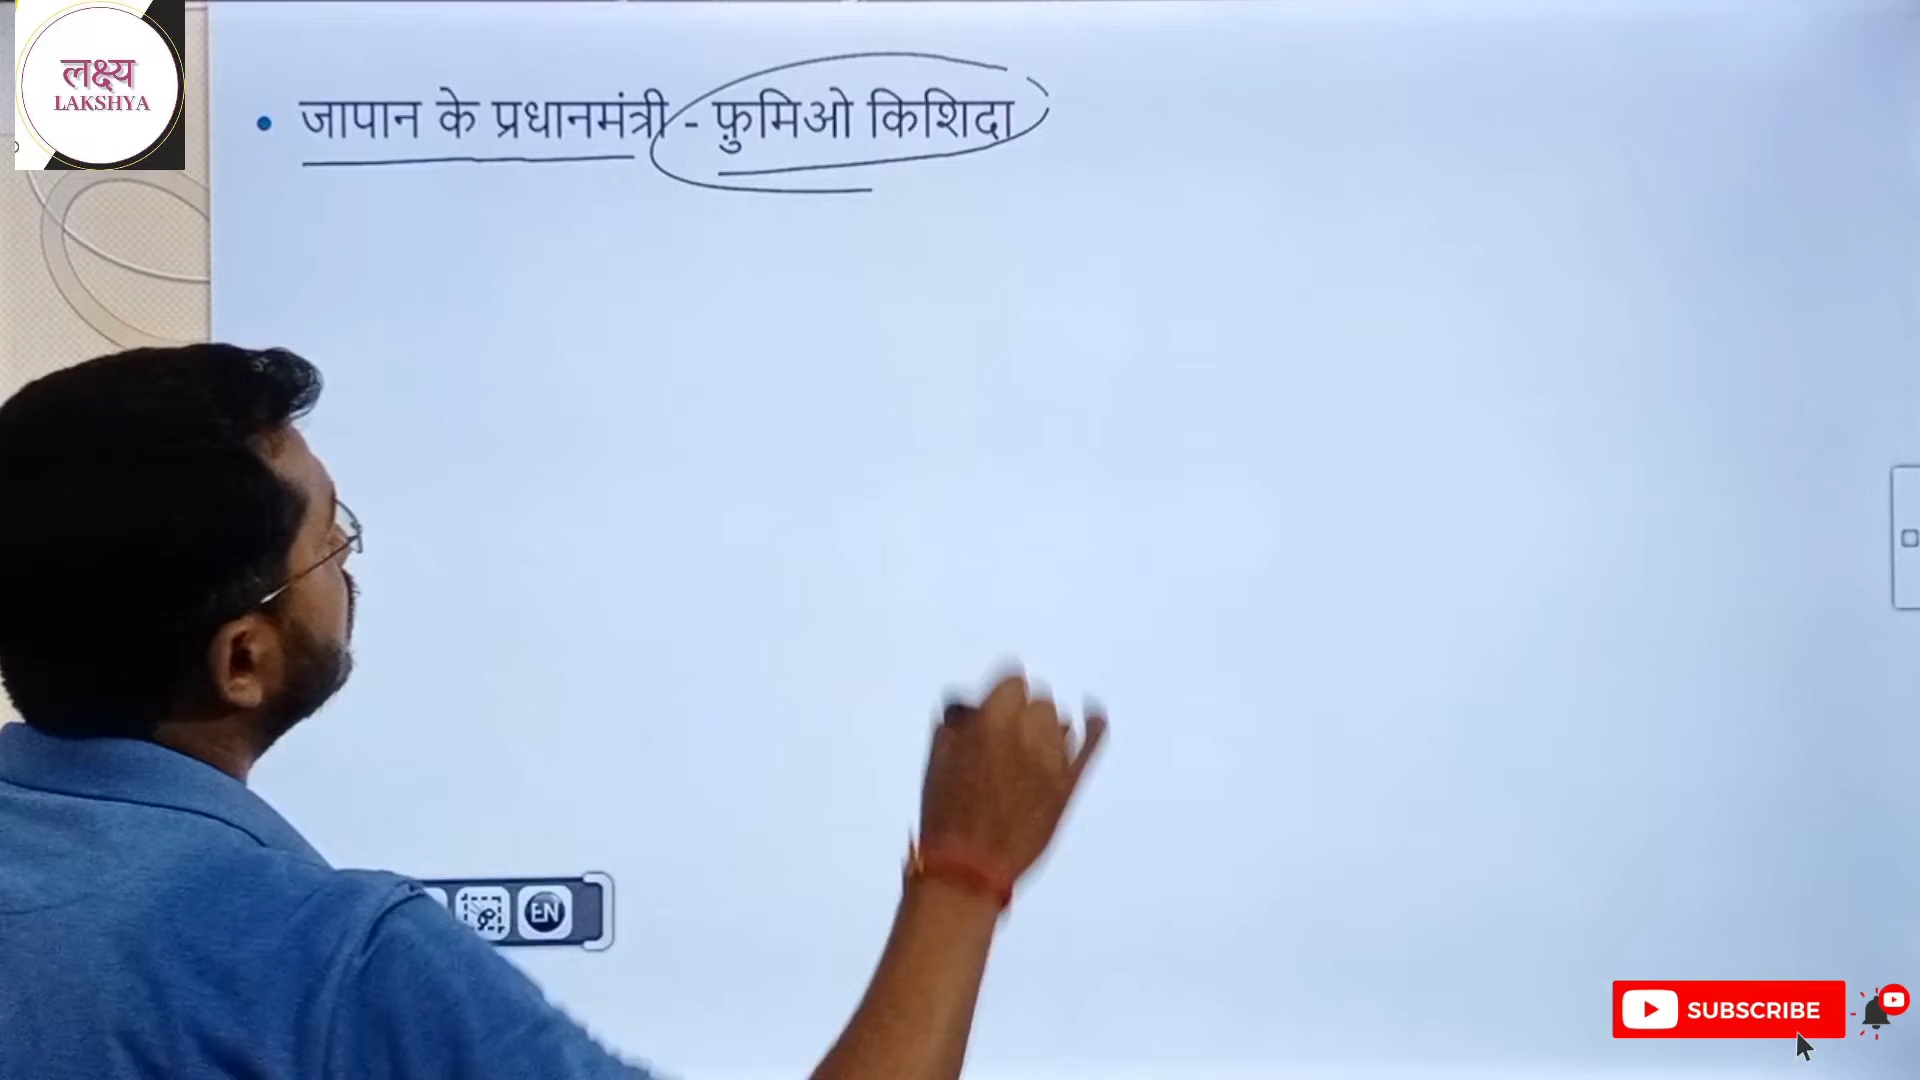 लक्ष्य
LAKSHYA
• जापान के प्रधानमंत्री - फ़ुमिओ किशिदा
EN
SUBSCRIBE